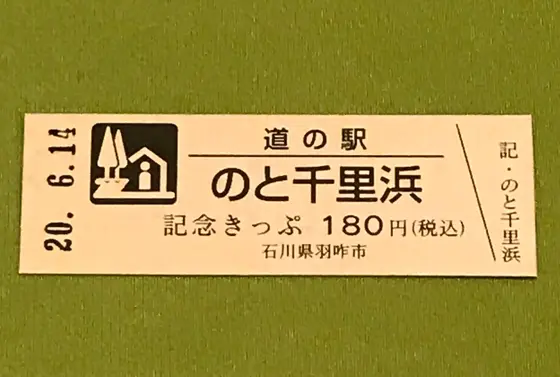 20. 6.14
道の駅
のと千里浜
記念きっぷ 180円(税込)
石川県羽咋市
記・のと千里浜